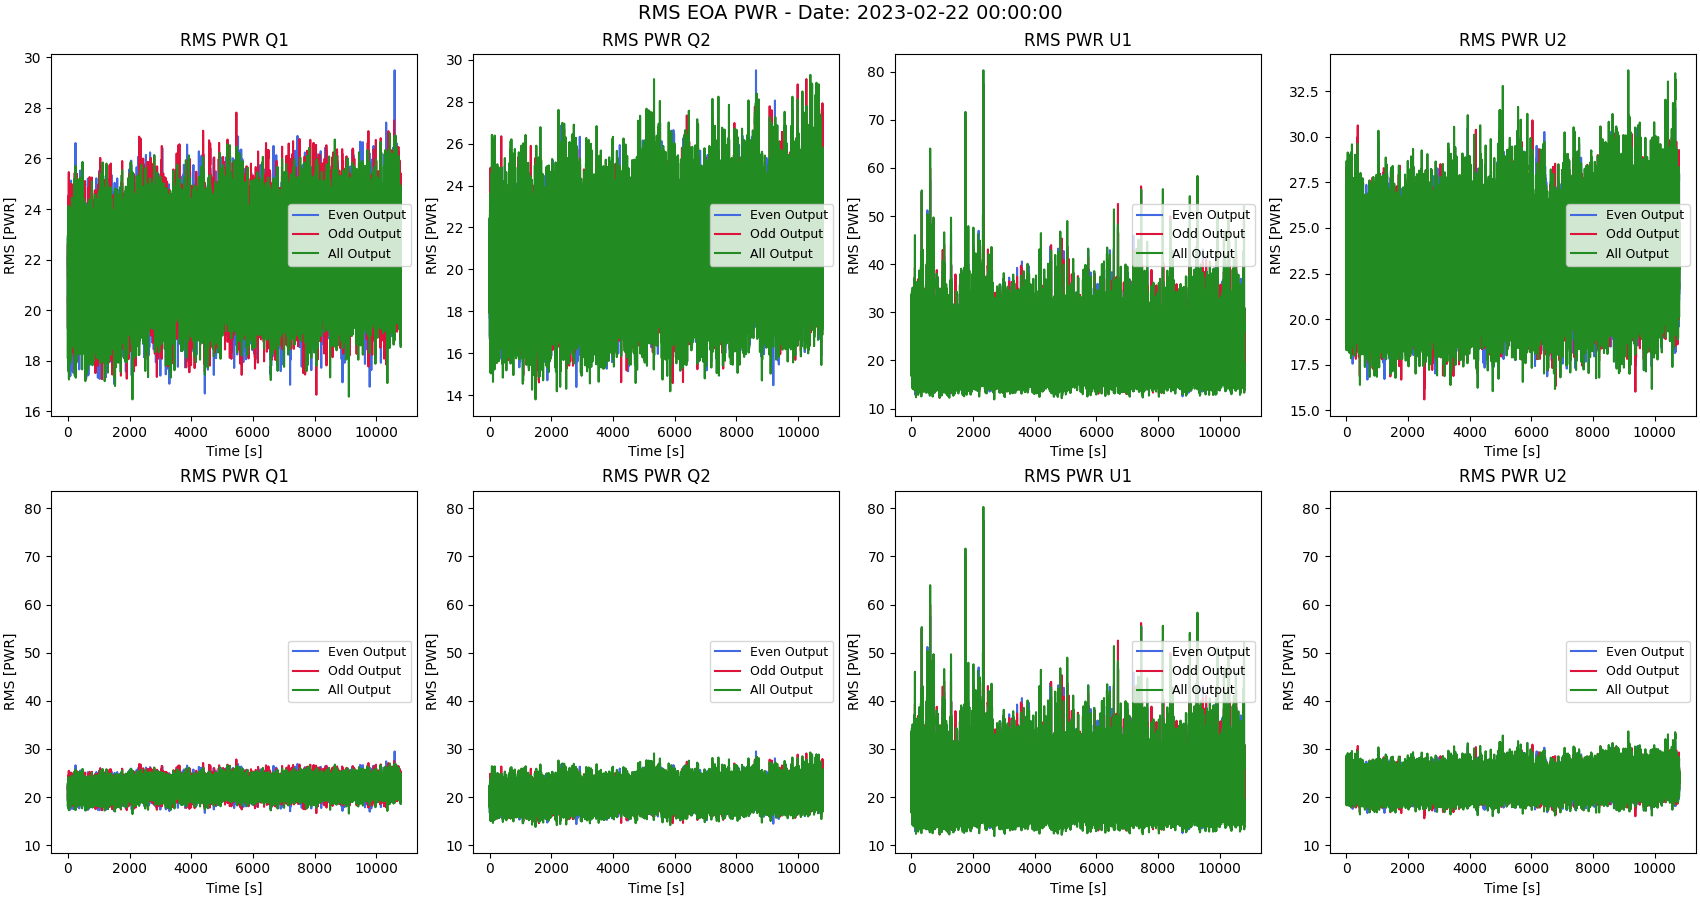 RMS EOA PWR - Date: 2023-02-22 00:00:00
RMS PWR Q1
RMS [PWR]
30
28
26
24
22
20
18
16
0 2000 4000 6000 8000 10000
Time [s]
Even Output
Odd Output
All Output
RMS PWR Q2
RMS [PWR]
30
28
26
24
22
20
18
16
14
0 2000 4000 6000 8000 10000
Time [s]
Even Output
Odd Output
All Output
RMS PWR U1
RMS [PWR]
80
70
60
50
40
30
20
10
0 2000 4000 6000 8000 10000
Time [s]
Even Output
Odd Output
All Output
RMS PWR U2
RMS [PWR]
32.5
30.0
27.5
25.0
22.5
20.0
17.5
15.0
0 2000 4000 6000 8000 10000
Time [s]
Even Output
Odd Output
All Output
RMS PWR Q1
RMS [PWR]
80
70
60
50
40
30
20
10
0 2000 4000 6000 8000 10000
Time [s]
Even Output
Odd Output
All Output
RMS PWR Q2
RMS [PWR]
80
70
60
50
40
30
20
10
0 2000 4000 6000 8000 10000
Time [s]
Even Output
Odd Output
All Output
RMS PWR U1
RMS [PWR]
80
70
60
50
40
30
20
10
0 2000 4000 6000 8000 10000
Time [s]
Even Output
Odd Output
All Output
RMS PWR U2
RMS [PWR]
80
70
60
50
40
30
20
10
0 2000 4000 6000 8000 10000
Time [s]
Even Output
Odd Output
All Output